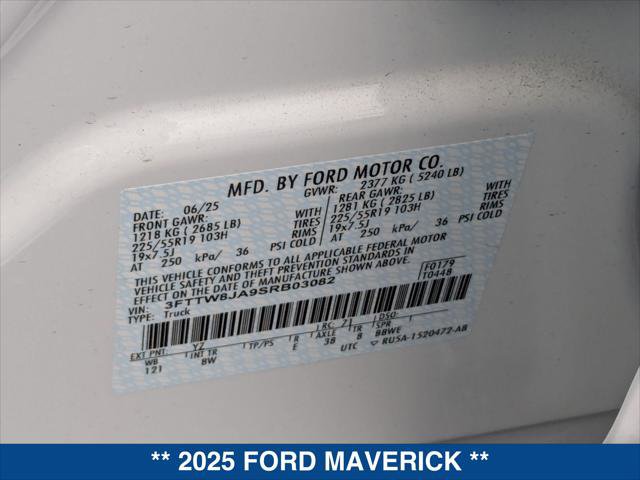 MFD. BY FORD MOTOR CO.
DATE: 06/25 GVWR: 2377 KG ( 5240 LB)
FRONT GAWR: REAR GAWR:
1218 KG ( 2685 LB) WITH 1281 KG ( 2825 LB) WITH
225/55R19 103H TIRES 225/55R19 103H TIRES
19x7.5J RIMS 19x7.5J RIMS
AT 250 kPa/ 36 PSI COLD AT 250 kPa/ 36 PSI COLD
THIS VEHICLE CONFORMS TO ALL APPLICABLE FEDERAL MOTOR
VEHICLE SAFETY AND THEFT PREVENTION STANDARDS IN
EFFECT ON THE DATE OF MANUFACTURE SHOWN ABOVE.
VIN: 3FTTW8JA9SRB03082 F0179
TYPE: Truck T0448
EXT PNT: YZ RC: 71 DSO:
WB INT TR TP/PS R AXLE TR SPR BBWE
121 8W E 38 8 UTC RU5A-1520472-AB
** 2025 FORD MAVERICK **